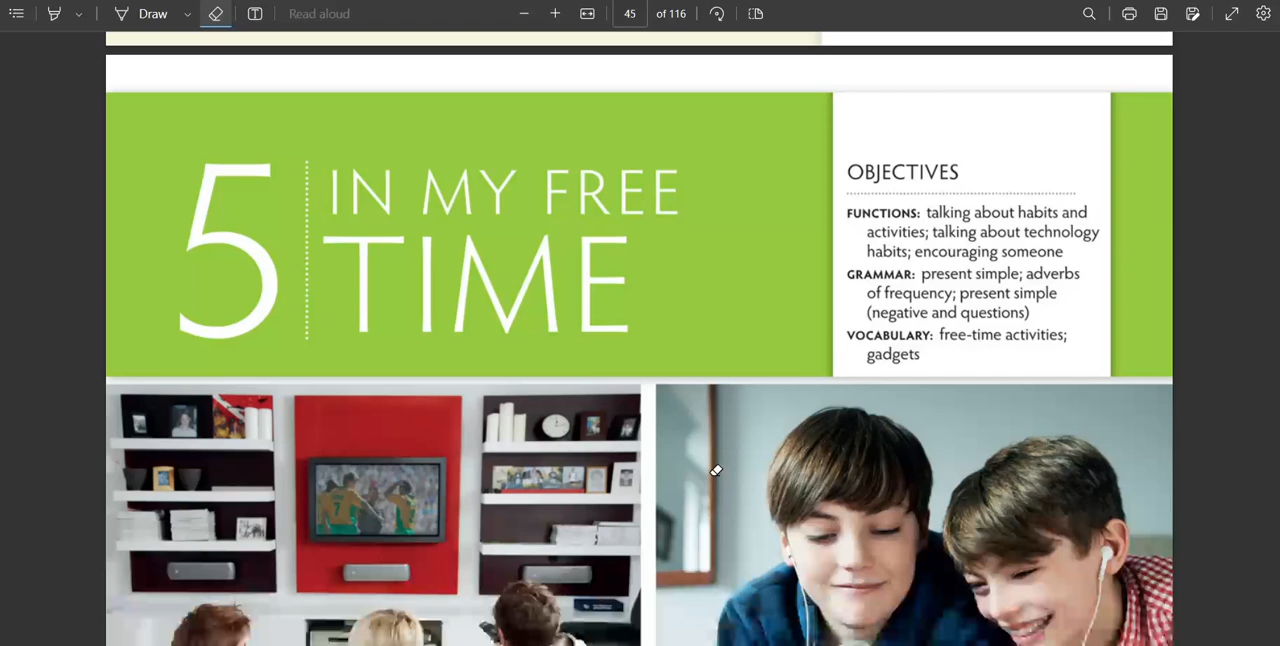 Draw
Read aloud
45 of 116
5 IN MY FREE
TIME
OBJECTIVES
FUNCTIONS: talking about habits and
activities; talking about technology
habits; encouraging someone
GRAMMAR: present simple; adverbs
of frequency; present simple
(negative and questions)
VOCABULARY: free-time activities;
gadgets
7